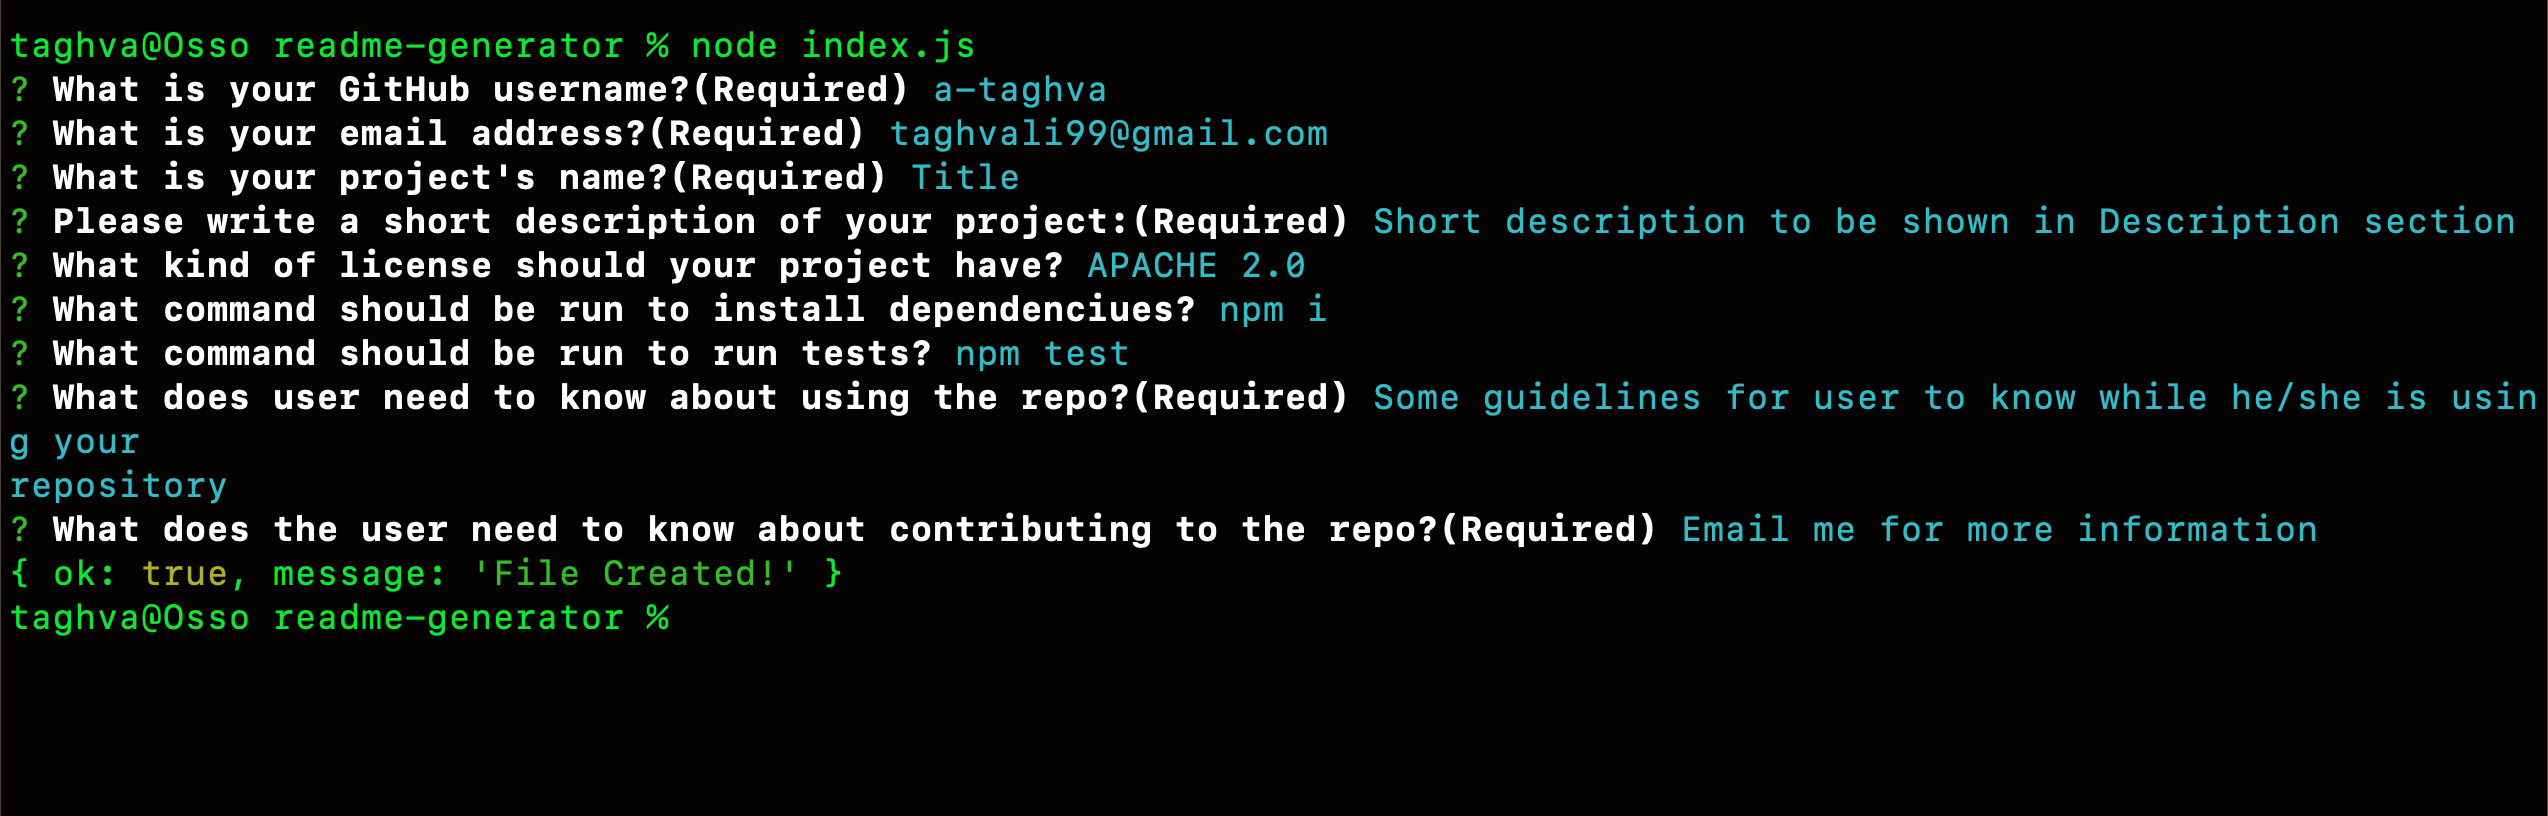 taghva@Osso readme-generator % node index.js
? What is your GitHub username?(Required) a-taghva
? What is your email address?(Required) taghvali99@gmail.com
? What is your project's name?(Required) Title
? Please write a short description of your project:(Required) Short description to be shown in Description section
? What kind of license should your project have? APACHE 2.0
? What command should be run to install dependenciues? npm i
? What command should be run to run tests? npm test
? What does user need to know about using the repo?(Required) Some guidelines for user to know while he/she is usin
g your
repository
? What does the user need to know about contributing to the repo?(Required) Email me for more information
{ ok: true, message: 'File Created!' }
taghva@Osso readme-generator %